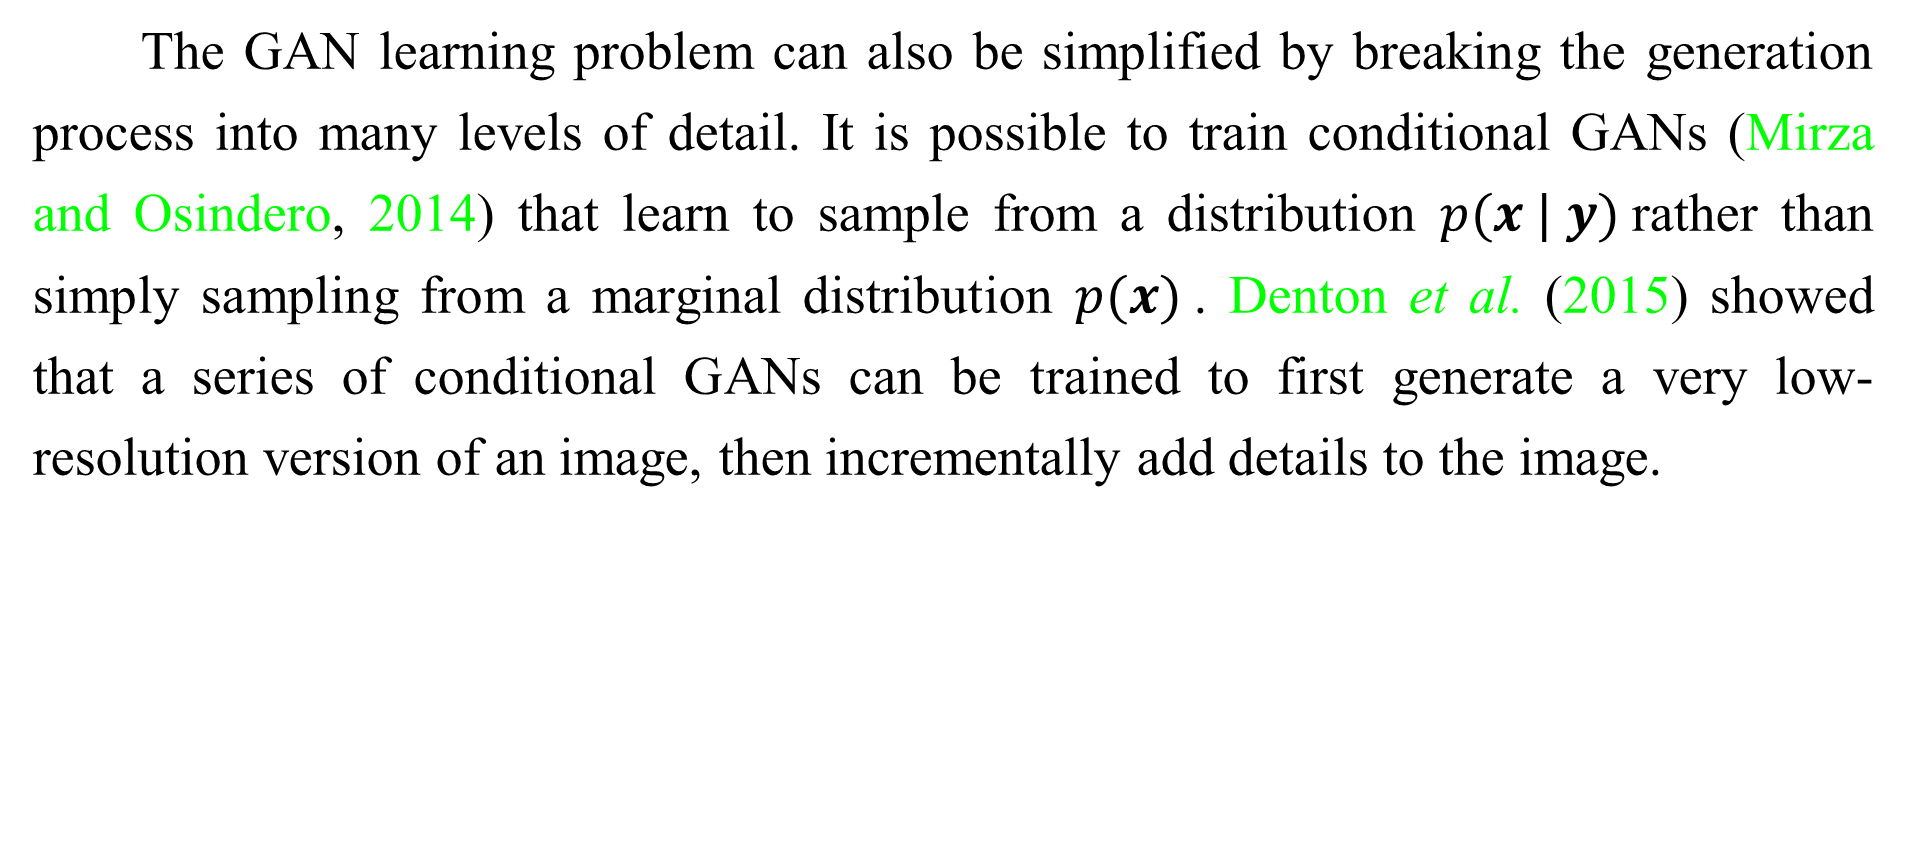 The GAN learning problem can also be simplified by breaking the generation
process into many levels of detail. It is possible to train conditional GANs (Mirza
and Osindero, 2014) that learn to sample from a distribution p(x | y) rather than
simply sampling from a marginal distribution p(x) . Denton et al. (2015) showed
that a series of conditional GANs can be trained to first generate a very low-
resolution version of an image, then incrementally add details to the image.